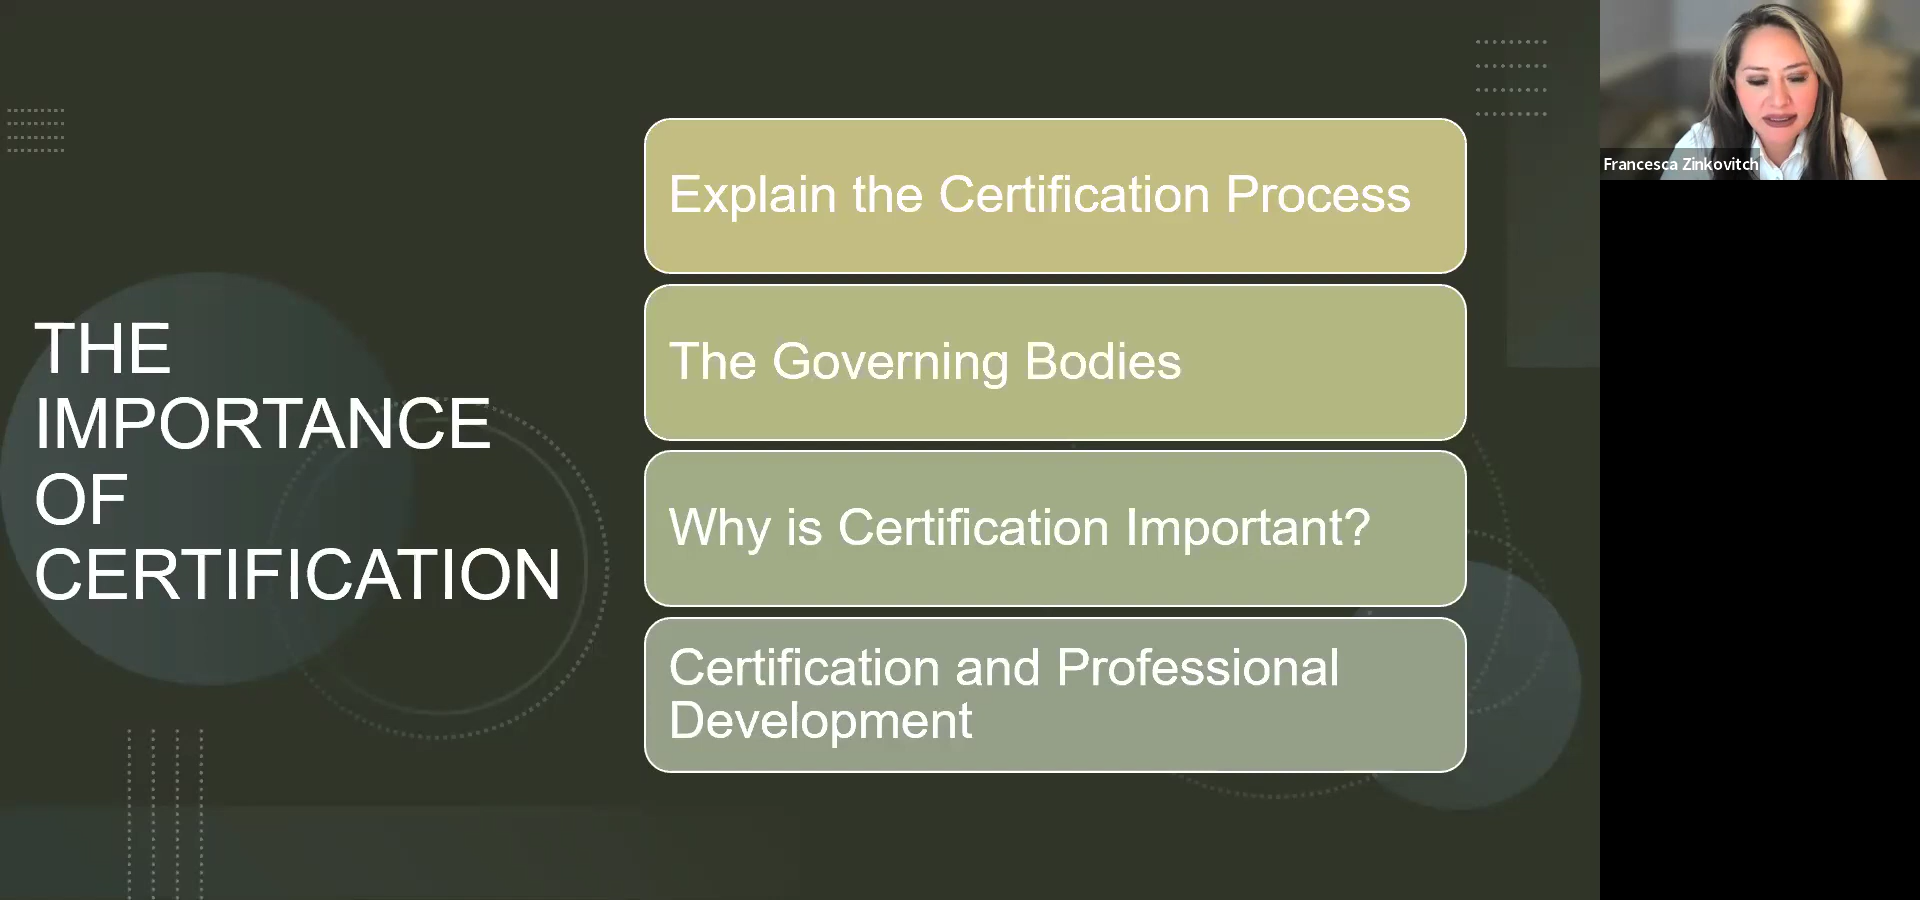 THE
IMPORTANCE
OF
CERTIFICATION
Explain the Certification Process
The Governing Bodies
Why is Certification Important?
Certification and Professional
Development
Francesca Zinkovitch